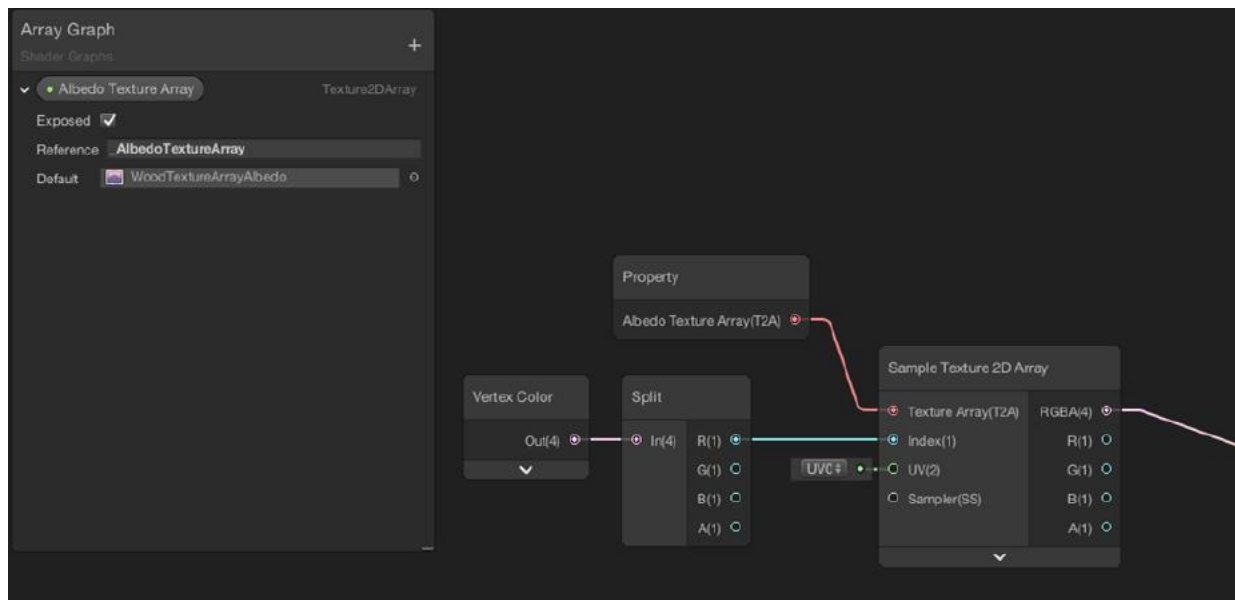 Array Graph
Shader Graphs
Albedo Texture Array Texture2DArray
Exposed
Reference _AlbedoTextureArray
Default WoodTextureArrayAlbedo
Property
Albedo Texture Array(T2A)
Vertex Color
Out(4)
Split
In(4) R(1)
G(1)
B(1)
A(1)
Sample Texture 2D Array
Texture Array(T2A) RGBA(4)
Index(1) R(1)
UV0 UV(2) G(1)
Sampler(SS) B(1)
A(1)